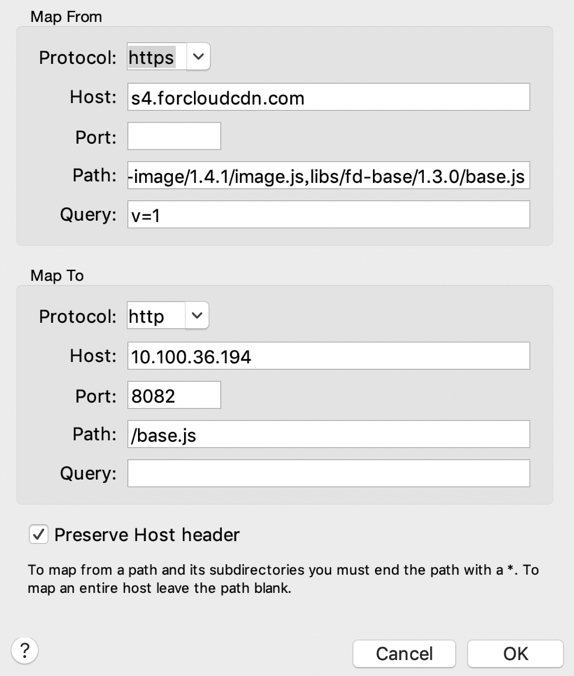 Map From
Protocol: https
Host: s4.forcloudcdn.com
Port:
Path: -image/1.4.1/image.js,libs/fd-base/1.3.0/base.js
Query: v=1
Map To
Protocol: http
Host: 10.100.36.194
Port: 8082
Path: /base.js
Query:
Preserve Host header
To map from a path and its subdirectories you must end the path with a *. To
map an entire host leave the path blank.
? Cancel OK